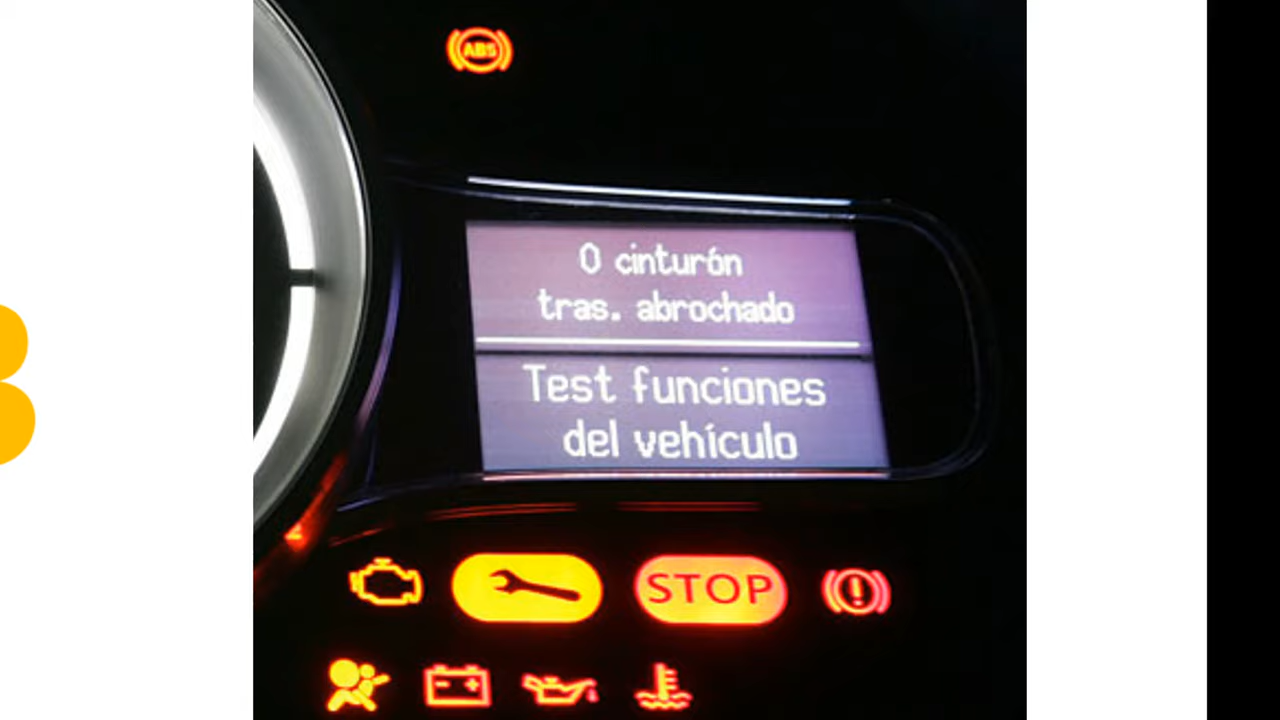 ABS
0 cinturón
tras. abrochado
Test funciones
del vehículo
STOP